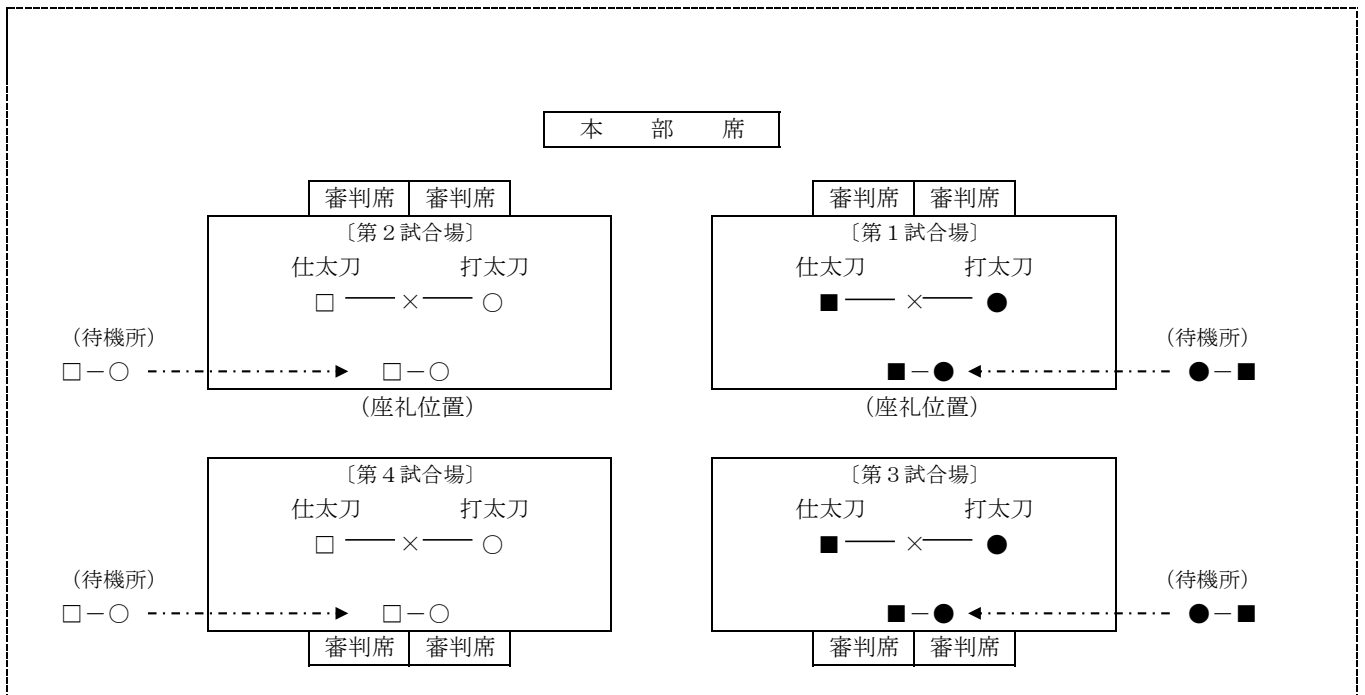 本　部　席
審判席 審判席　審判席 審判席
〔第２試合場〕　〔第１試合場〕
仕太刀　打太刀　仕太刀　打太刀
□ ── × ── ○　■ ── × ── ●
（待機所）　（待機所）
□－○　□－○　■－●　●－■
（座礼位置）　（座礼位置）
〔第４試合場〕　〔第３試合場〕
仕太刀　打太刀　仕太刀　打太刀
□ ── × ── ○　■ ── × ── ●
（待機所）　（待機所）
□－○　□－○　■－●　●－■
審判席 審判席　審判席 審判席